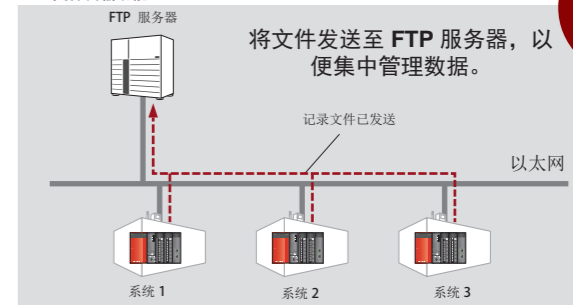 FTP 服务器
将文件发送至 FTP 服务器，以
便集中管理数据。
记录文件已发送
以太网
系统 1
系统 2
系统 3